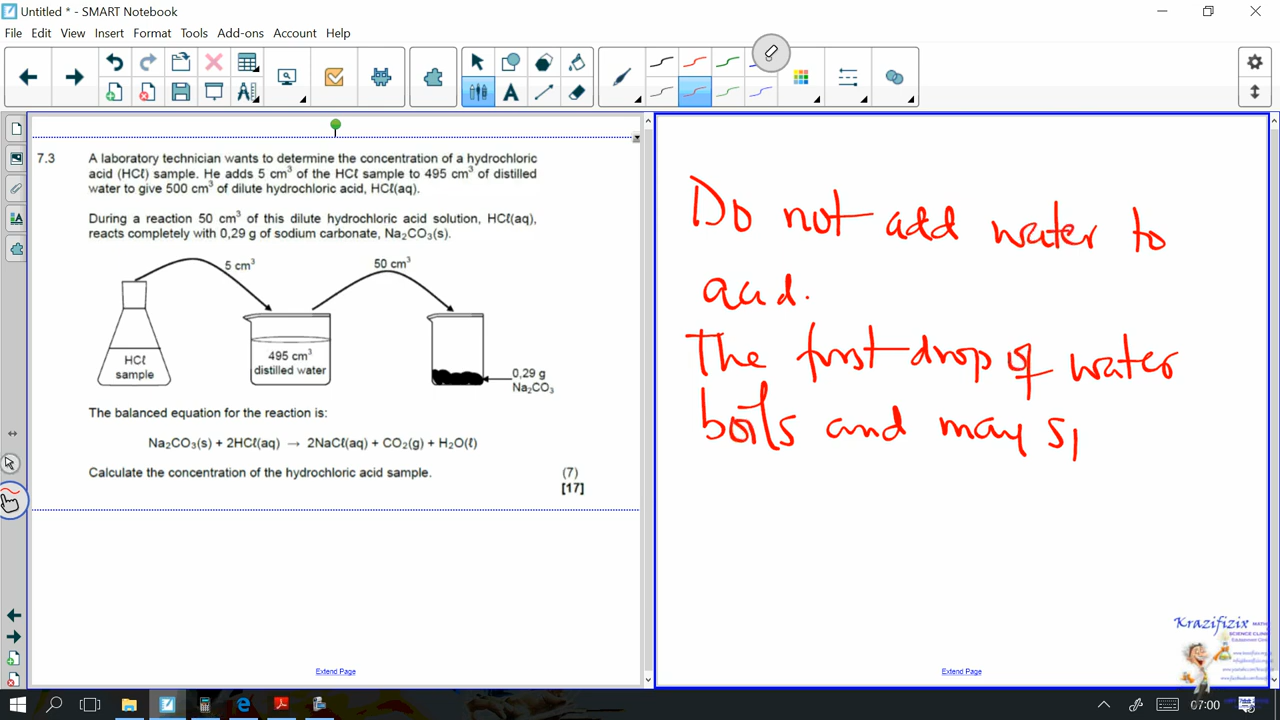 Untitled * - SMART Notebook
File Edit View Insert Format Tools Add-ons Account Help
7.3 A laboratory technician wants to determine the concentration of a hydrochloric
acid (HCℓ) sample. He adds 5 cm³ of the HCℓ sample to 495 cm³ of distilled
water to give 500 cm³ of dilute hydrochloric acid, HCℓ(aq).
During a reaction 50 cm³ of this dilute hydrochloric acid solution, HCℓ(aq),
reacts completely with 0,29 g of sodium carbonate, Na₂CO₃(s).
5 cm³
50 cm³
HCℓ
sample
495 cm³
distilled water
0,29 g
Na₂CO₃
The balanced equation for the reaction is:
Na₂CO₃(s) + 2HCℓ(aq) → 2NaCℓ(aq) + CO₂(g) + H₂O(ℓ)
Calculate the concentration of the hydrochloric acid sample. (7)
[17]
Extend Page
Do not add water to
acid.
The first drop of water
boils and may sp
Krazifizix MATH
SCIENCE CLINIC
Extend Page
07:00